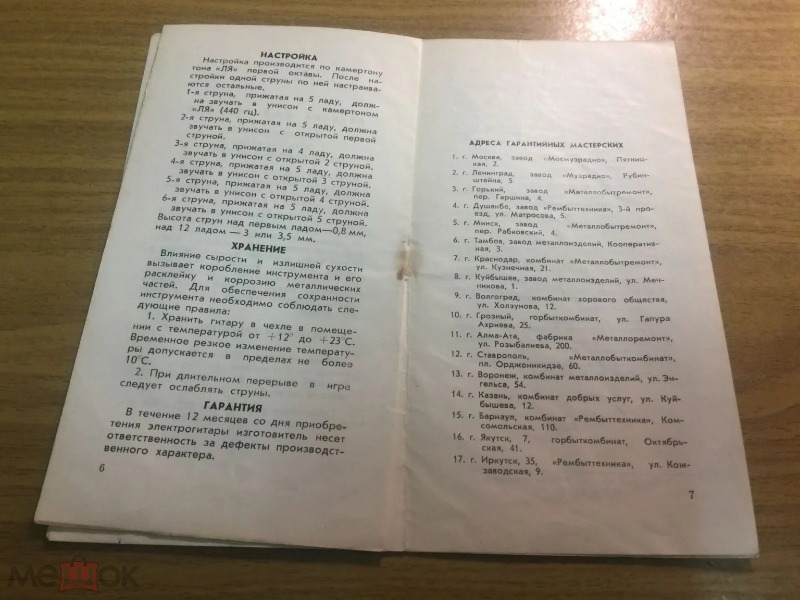 НАСТРОЙКА
Настройка производится по камертону
тона «ЛЯ» первой октавы. После на-
стройки одной струны по ней настраива-
ются остальные.
1-я струна, прижатая на 5 ладу, долж-
на звучать в унисон с камертоном
«ЛЯ» (440 гц).
2-я струна, прижатая на 5 ладу, должна
звучать в унисон с открытой первой
струной.
3-я струна, прижатая на 4 ладу, должна
звучать в унисон с открытой 2 струной.
4-я струна, прижатая на 5 ладу, должна
звучать в унисон с открытой 3 струной.
5-я струна, прижатая на 5 ладу, должна
звучать в унисон с открытой 4 струной.
6-я струна, прижатая на 5 ладу, должна
звучать в унисон с открытой 5 струной.
Высота струн над первым ладом—0,8 мм,
над 12 ладом — 3 или 3,5 мм.
ХРАНЕНИЕ
Влияние сырости и излишней сухости
вызывает коробление инструмента и его
расклейку и коррозию металлических
частей. Для обеспечения сохранности
инструмента необходимо соблюдать сле-
дующие правила:
1. Хранить гитару в чехле в помеще-
нии с температурой от +12° до +23°С.
Временное резкое изменение температу-
ры допускается в пределах не более
10°С.
2. При длительном перерыве в игре
следует ослаблять струны.
ГАРАНТИЯ
В течение 12 месяцев со дня приобре-
тения электрогитары изготовитель несет
ответственность за дефекты производст-
венного характера.
6
АДРЕСА ГАРАНТИЙНЫХ МАСТЕРСКИХ
1. г. Москва, завод «Мосмузрадио», Пятниц-
кая, 2.
2. г. Ленинград, завод «Музрадио», Рубин-
штейна, 5.
3. г. Горький, завод «Металлобытремонт»,
пер. Гаршина, 4.
4. г. Душанбе, завод «Рембыттехника», 3-й про-
езд, ул. Матросова, 5.
5. г. Минск, завод «Металлобытремонт»,
пер. Раковский, 4.
6. г. Тамбов, завод металлоизделий, Кооператив-
ная, 3.
7. г. Краснодар, комбинат «Металлобытремонт»,
ул. Кузнечная, 21.
8. г. Куйбышев, завод металлоизделий, ул. Меч-
никова, 1.
9. г. Волгоград, комбинат хорового общества,
ул. Холзунова, 12.
10. г. Грозный, горбыткомбинат, ул. Гапура
Ахриева, 25.
11. г. Алма-Ата, фабрика «Металлоремонт»,
ул. Розыбалиева, 200.
12. г. Ставрополь, «Металлобыткомбинат»,
пл. Орджоникидзе, 60.
13. г. Воронеж, комбинат металлоизделий, ул. Эн-
гельса, 54.
14. г. Казань, комбинат добрых услуг, ул. Куй-
бышева, 12.
15. г. Барнаул, комбинат «Рембыттехника», Ком-
сомольская, 110.
16. г. Якутск, 7, горбыткомбинат, Октябрь-
ская, 41.
17. г. Иркутск, 35, «Рембыттехника», ул. Кож-
заводская, 9.
7
мешок